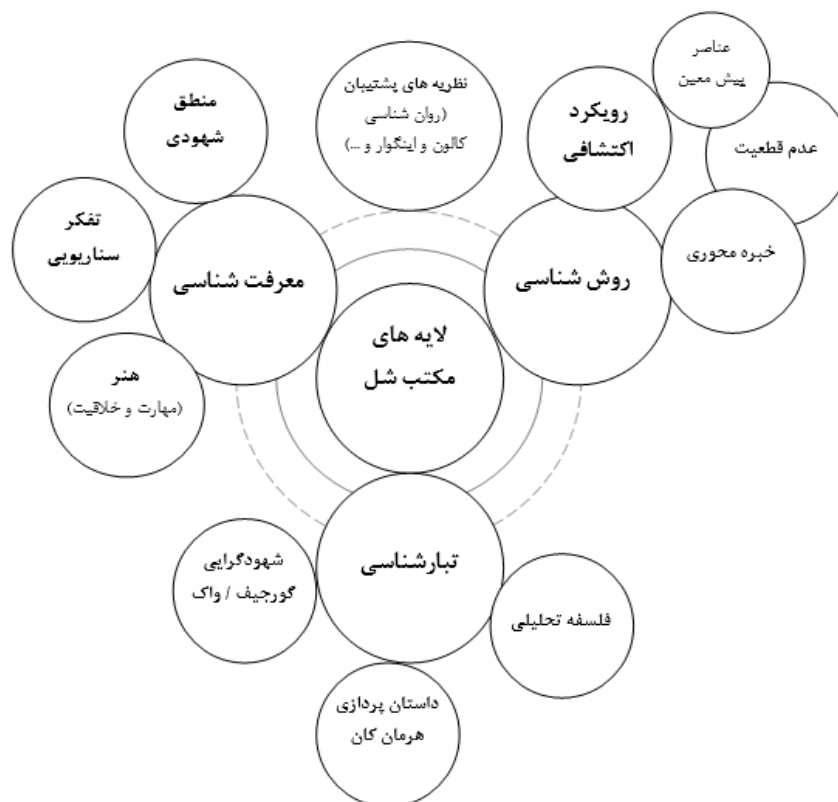 عناصر
پیش معین
نظریه های پشتیبان
(روان شناسی
کالون و اینگوار و ...)
منطق
شهودی
رویکرد
اکتشافی
عدم قطعیت
تفکر
سناریویی
خبره محوری
معرفت شناسی
روش شناسی
لایه های
مکتب شل
هنر
(مهارت و خلاقیت)
تبارشناسی
شهودگرایی
گورجیف / واک
فلسفه تحلیلی
داستان پردازی
هرمان کان